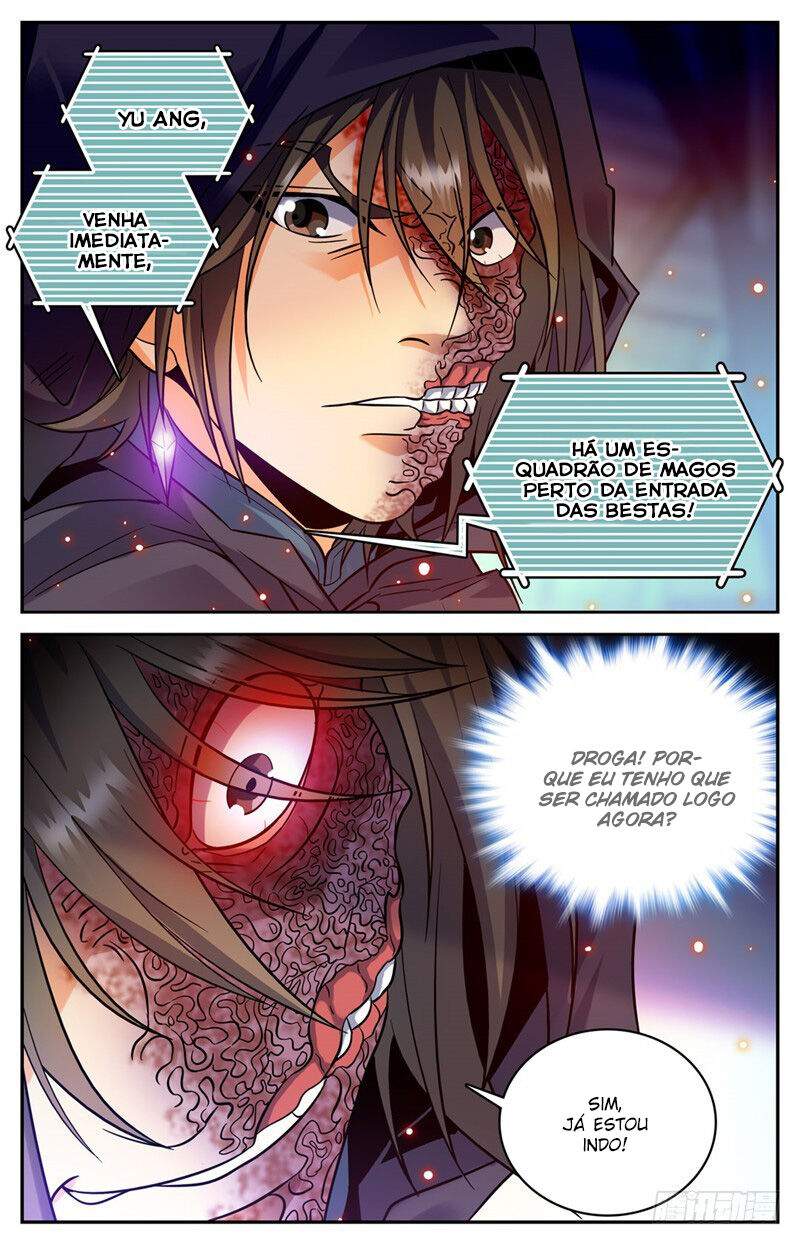 YU ANG,
VENHA
IMEDIATA-
MENTE,
HÁ UM ES-
QUADRÃO DE MAGOS
PERTO DA ENTRADA
DAS BESTAS!
DROGA! POR-
QUE EU TENHO QUE
SER CHAMADO LOGO
AGORA?
SIM,
JÁ ESTOU
INDO!